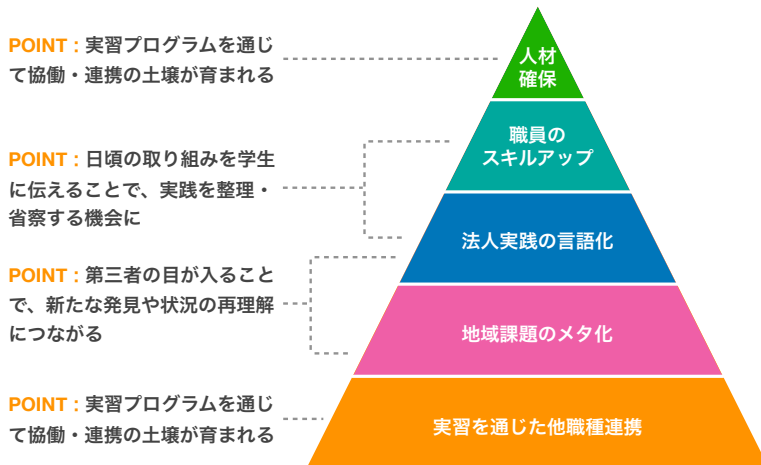 POINT：実習プログラムを通じ
て協働・連携の土壌が育まれる
人材
確保
POINT：日頃の取り組みを学生
に伝えることで、実践を整理・
省察する機会に
職員の
スキルアップ
法人実践の言語化
POINT：第三者の目が入ること
で、新たな発見や状況の再理解
につながる
地域課題のメタ化
POINT：実習プログラムを通じ
て協働・連携の土壌が育まれる
実習を通じた他職種連携